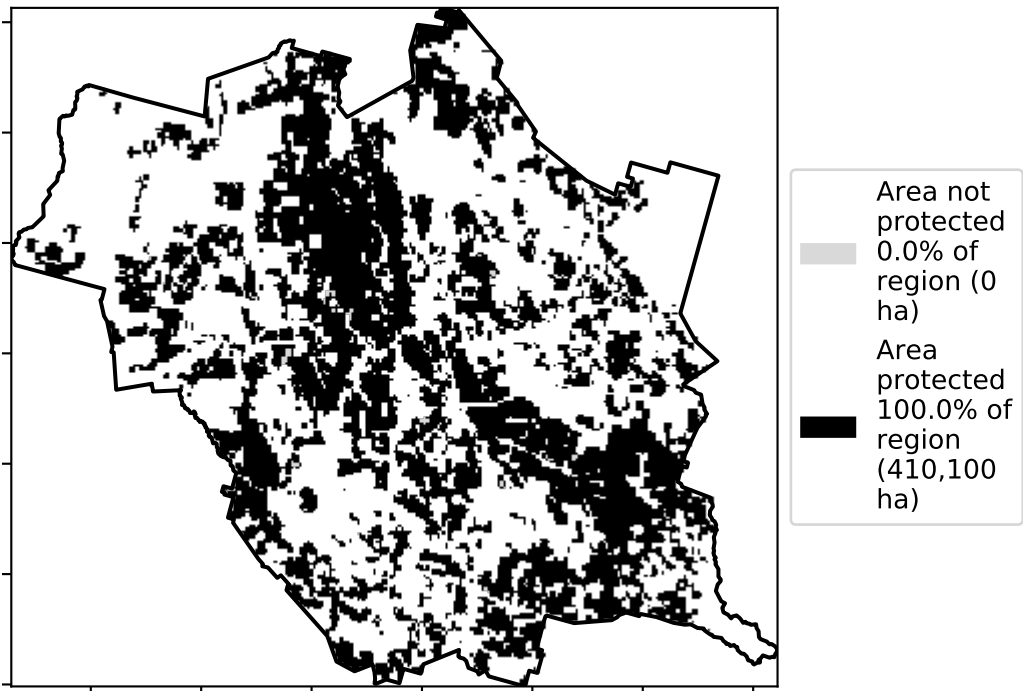 Area not
protected
0.0% of
region (0
ha)
Area
protected
100.0% of
region
(410,100
ha)